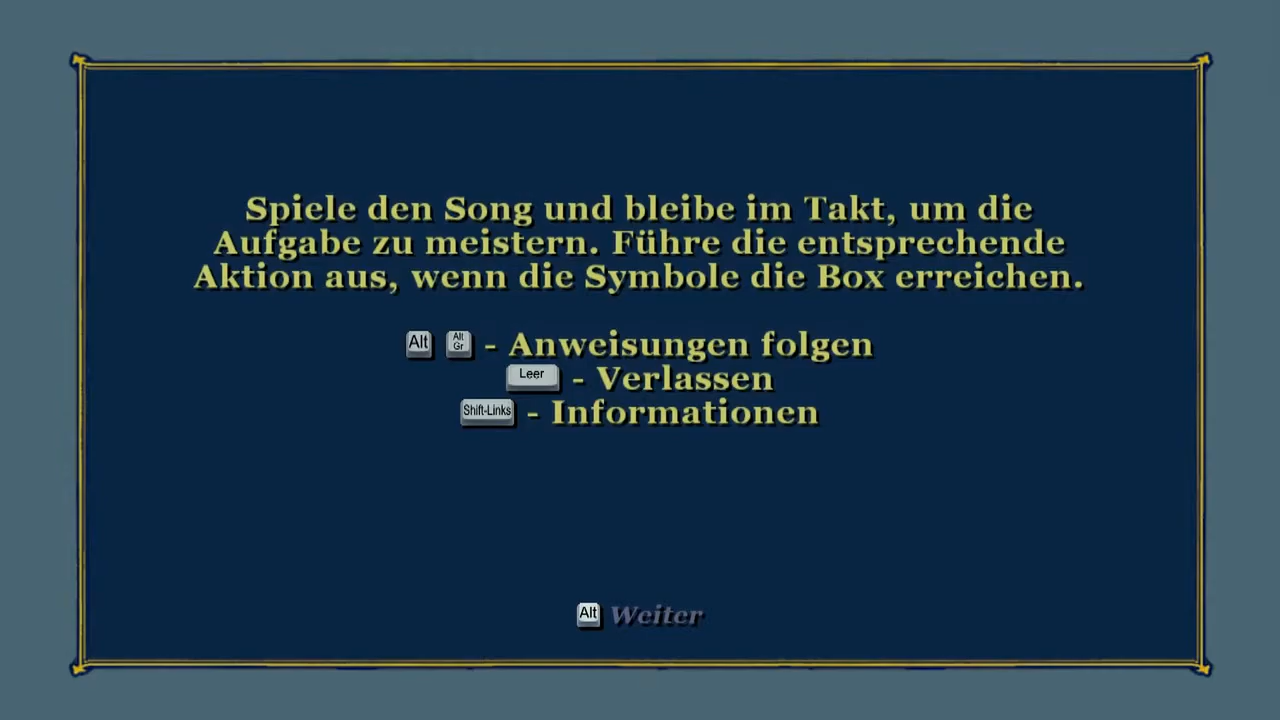 Spiele den Song und bleibe im Takt, um die
Aufgabe zu meistern. Führe die entsprechende
Aktion aus, wenn die Symbole die Box erreichen.
Alt Alt Gr - Anweisungen folgen
Leer - Verlassen
Shift-Links - Informationen
Alt Weiter